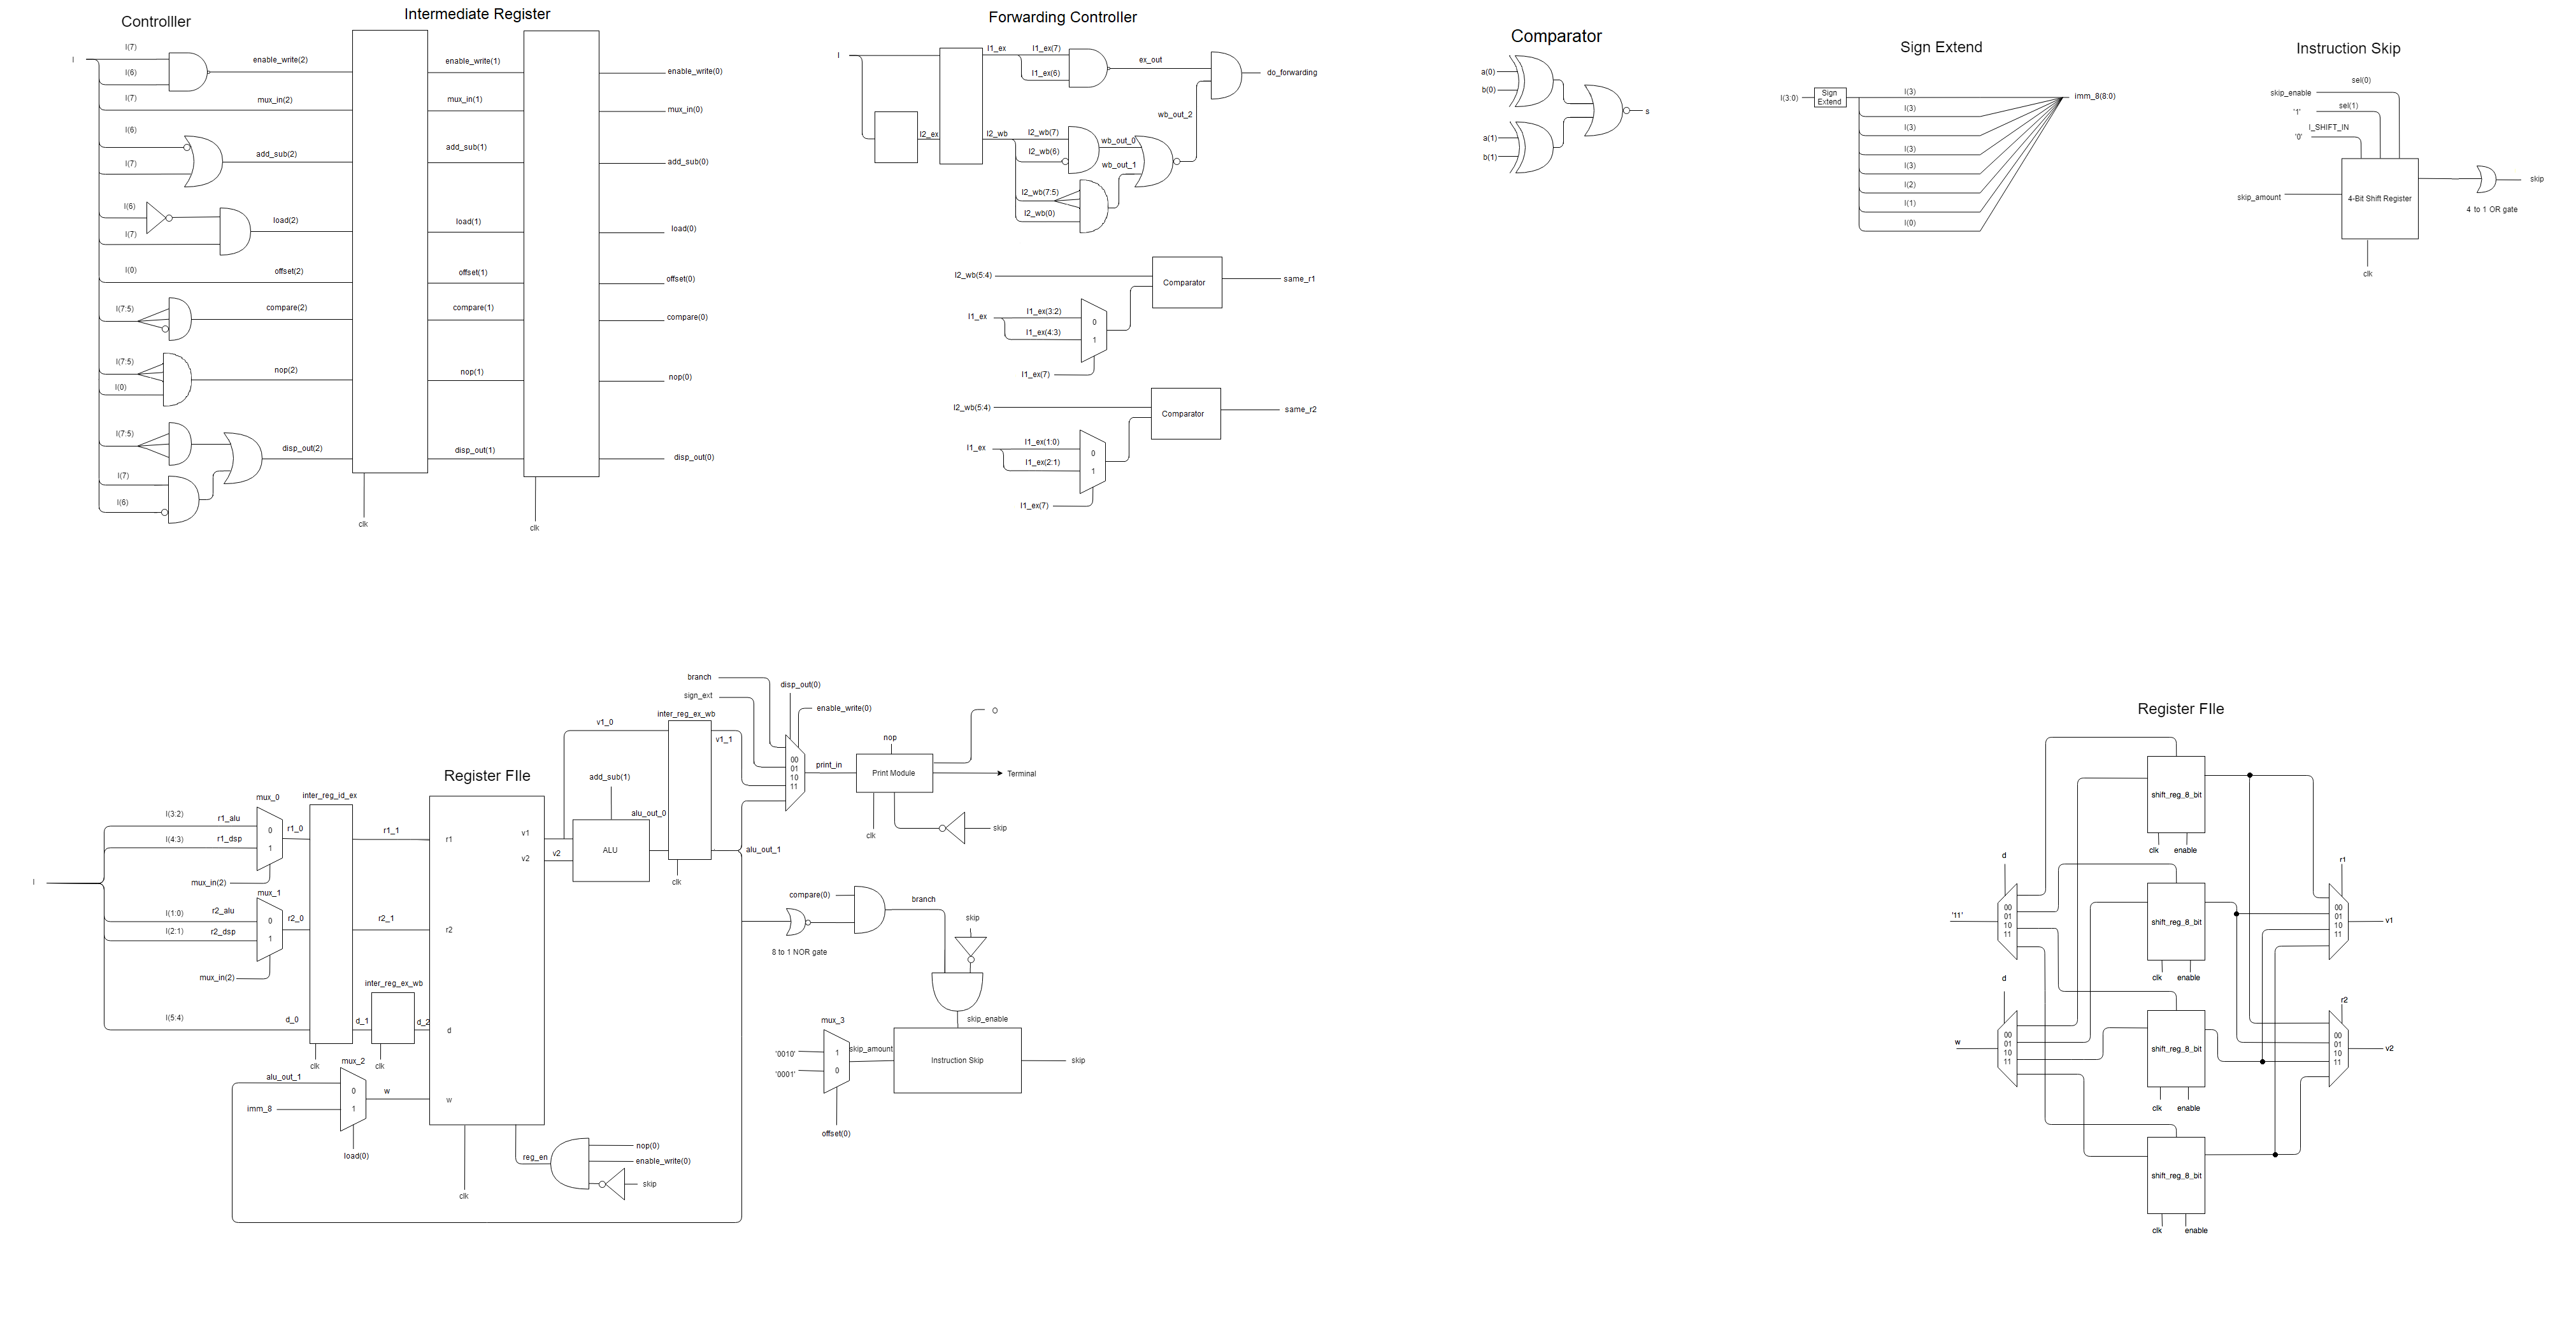 Controlller
I
I(7)
I(6)
enable_write(2)
I(7)
mux_in(2)
I(6)
I(7)
add_sub(2)
I(6)
I(7)
load(2)
I(0)
offset(2)
I(7:5)
compare(2)
I(7:5)
I(0)
nop(2)
I(7:5)
I(7)
I(6)
disp_out(2)
Intermediate Register
enable_write(1)
mux_in(1)
add_sub(1)
load(1)
offset(1)
compare(1)
nop(1)
disp_out(1)
clk
clk
enable_write(0)
mux_in(0)
add_sub(0)
load(0)
offset(0)
compare(0)
nop(0)
disp_out(0)
Forwarding Controller
I
I1_ex
I1_ex(7)
I1_ex(6)
ex_out
do_forwarding
wb_out_2
I2_ex
I2_wb
I2_wb(7)
I2_wb(6)
wb_out_0
wb_out_1
I2_wb(7:5)
I2_wb(0)
I2_wb(5:4)
Comparator
same_r1
I1_ex
I1_ex(3:2)
I1_ex(4:3)
0
1
I1_ex(7)
I2_wb(5:4)
Comparator
same_r2
I1_ex
I1_ex(1:0)
I1_ex(2:1)
0
1
I1_ex(7)
Comparator
a(0)
b(0)
s
a(1)
b(1)
Sign Extend
I(3:0)
Sign
Extend
I(3)
I(3)
I(3)
I(3)
I(3)
I(2)
I(1)
I(0)
imm_8(8:0)
Instruction Skip
sel(0)
skip_enable
sel(1)
'1'
I_SHIFT_IN
'0'
skip_amount
4-Bit Shift Register
skip
4 to 1 OR gate
clk
I
I(3:2)
r1_alu
I(4:3)
r1_dsp
mux_0
0
1
r1_0
mux_in(2)
mux_1
I(1:0)
r2_alu
I(2:1)
r2_dsp
0
1
r2_0
mux_in(2)
I(5:4)
d_0
inter_reg_id_ex
clk
r1_1
r2_1
inter_reg_ex_wb
d_1
d_2
clk
mux_2
alu_out_1
imm_8
0
1
w
load(0)
Register FIle
r1
r2
d
w
v1
v2
clk
reg_en
nop(0)
enable_write(0)
skip
v1_0
v2
add_sub(1)
ALU
alu_out_0
inter_reg_ex_wb
v1_1
clk
alu_out_1
branch
sign_ext
disp_out(0)
enable_write(0)
00
01
10
11
print_in
nop
Print Module
clk
O
Terminal
skip
compare(0)
branch
8 to 1 NOR gate
skip
skip_enable
mux_3
'0010'
'0001'
1
0
skip_amount
offset(0)
Instruction Skip
skip
Register FIle
shift_reg_8_bit
clk
enable
d
'11'
00
01
10
11
shift_reg_8_bit
clk
enable
r1
00
01
10
11
v1
d
w
00
01
10
11
shift_reg_8_bit
clk
enable
r2
00
01
10
11
v2
shift_reg_8_bit
clk
enable